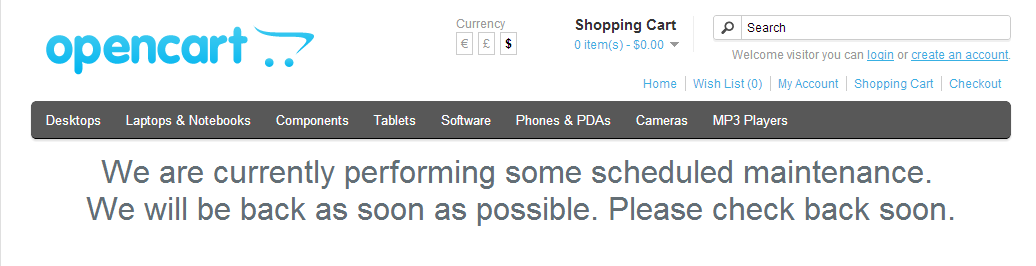 opencart
Currency
€ £ $
Shopping Cart
0 item(s) - $0.00
Search
Welcome visitor you can login or create an account.
Home Wish List (0) My Account Shopping Cart Checkout
Desktops Laptops & Notebooks Components Tablets Software Phones & PDAs Cameras MP3 Players
We are currently performing some scheduled maintenance.
We will be back as soon as possible. Please check back soon.